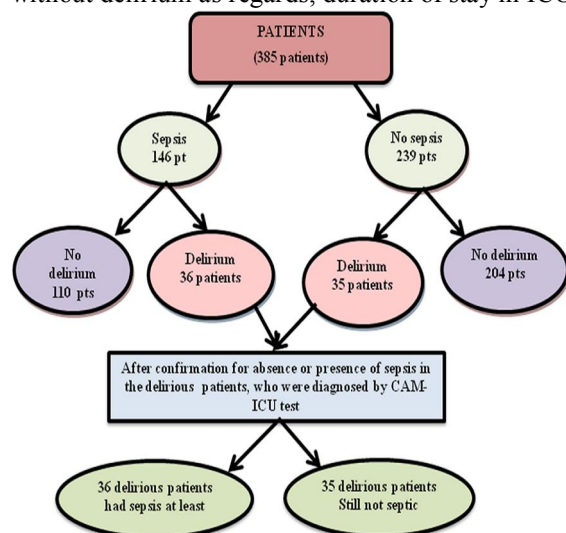 without delirium as regards, duration of stay in ICU
PATIENTS
(385 patients)
Sepsis
146 pt
No sepsis
239 pts
No
delirium
110 pts
Delirium
36 patients
Delirium
35 patients
No delirium
204 pts
After confirmation for absence or presence of sepsis in
the delirious patients, who were diagnosed by CAM-
ICU test
36 delirious patients
had sepsis at least
35 delirious patients
Still not septic